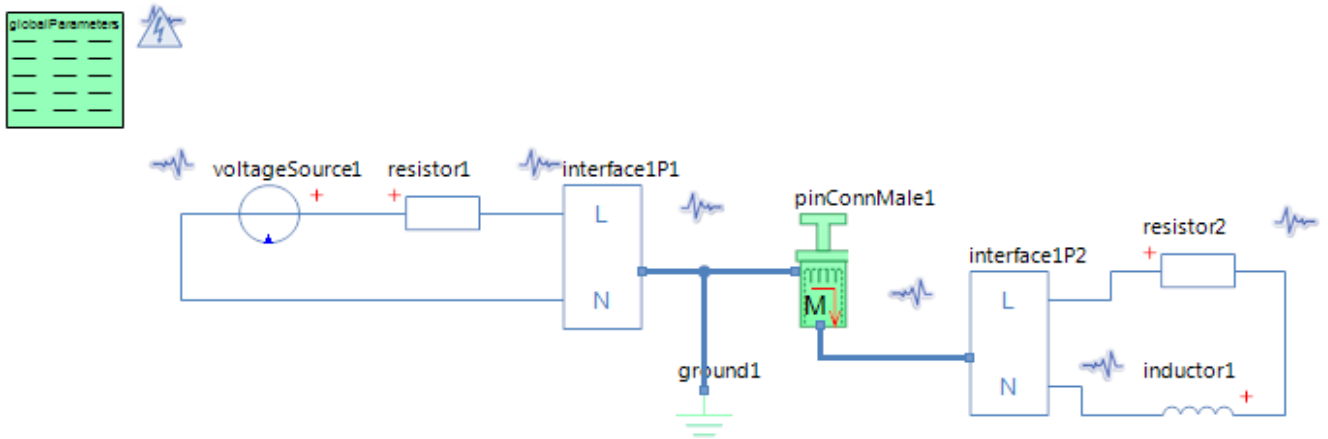 globalParameters
voltageSource1
resistor1
interface1P1
L
N
pinConnMale1
M
ground1
interface1P2
L
N
resistor2
inductor1